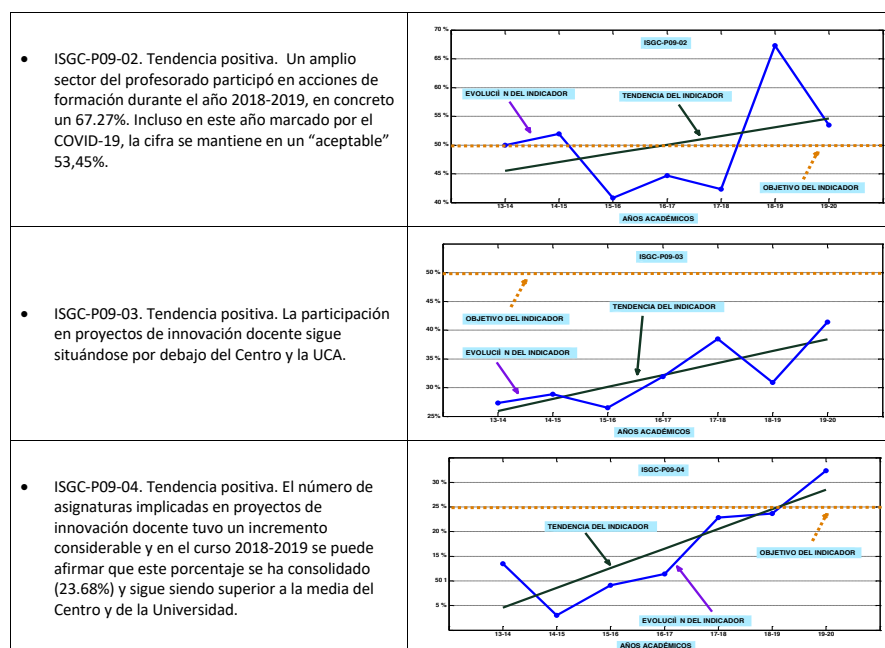 • ISGC-P09-02. Tendencia positiva. Un amplio
sector del profesorado participó en acciones de
formación durante el año 2018-2019, en concreto
un 67.27%. Incluso en este año marcado por el
COVID-19, la cifra se mantiene en un “aceptable”
53,45%.
70 %
65 %
60 %
55 %
50 %
45 %
40 %
ISGC-P09-02
EVOLUCIÍ N DEL INDICADOR
TENDENCIA DEL INDICADOR
OBJETIVO DEL INDICADOR
13-14 14-15 15-16 16-17 17-18 18-19 19-20
AÑOS ACADÉMICOS
• ISGC-P09-03. Tendencia positiva. La participación
en proyectos de innovación docente sigue
situándose por debajo del Centro y la UCA.
50 %
45 %
40 %
35 %
30 %
25%
ISGC-P09-03
TENDENCIA DEL INDICADOR
OBJETIVO DEL INDICADOR
EVOLUCIÍ N DEL INDICADOR
13-14 14-15 15-16 16-17 17-18 18-19 19-20
AÑOS ACADÉMICOS
• ISGC-P09-04. Tendencia positiva. El número de
asignaturas implicadas en proyectos de
innovación docente tuvo un incremento
considerable y en el curso 2018-2019 se puede
afirmar que este porcentaje se ha consolidado
(23.68%) y sigue siendo superior a la media del
Centro y de la Universidad.
30 %
25 %
20 %
15 %
50 1
5 %
ISGC-P09-04
TENDENCIA DEL INDICADOR
OBJETIVO DEL INDICADOR
EVOLUCIÍ N DEL INDICADOR
13-14 14-15 15-16 16-17 17-18 18-19 19-20
AÑOS ACADÉMICOS